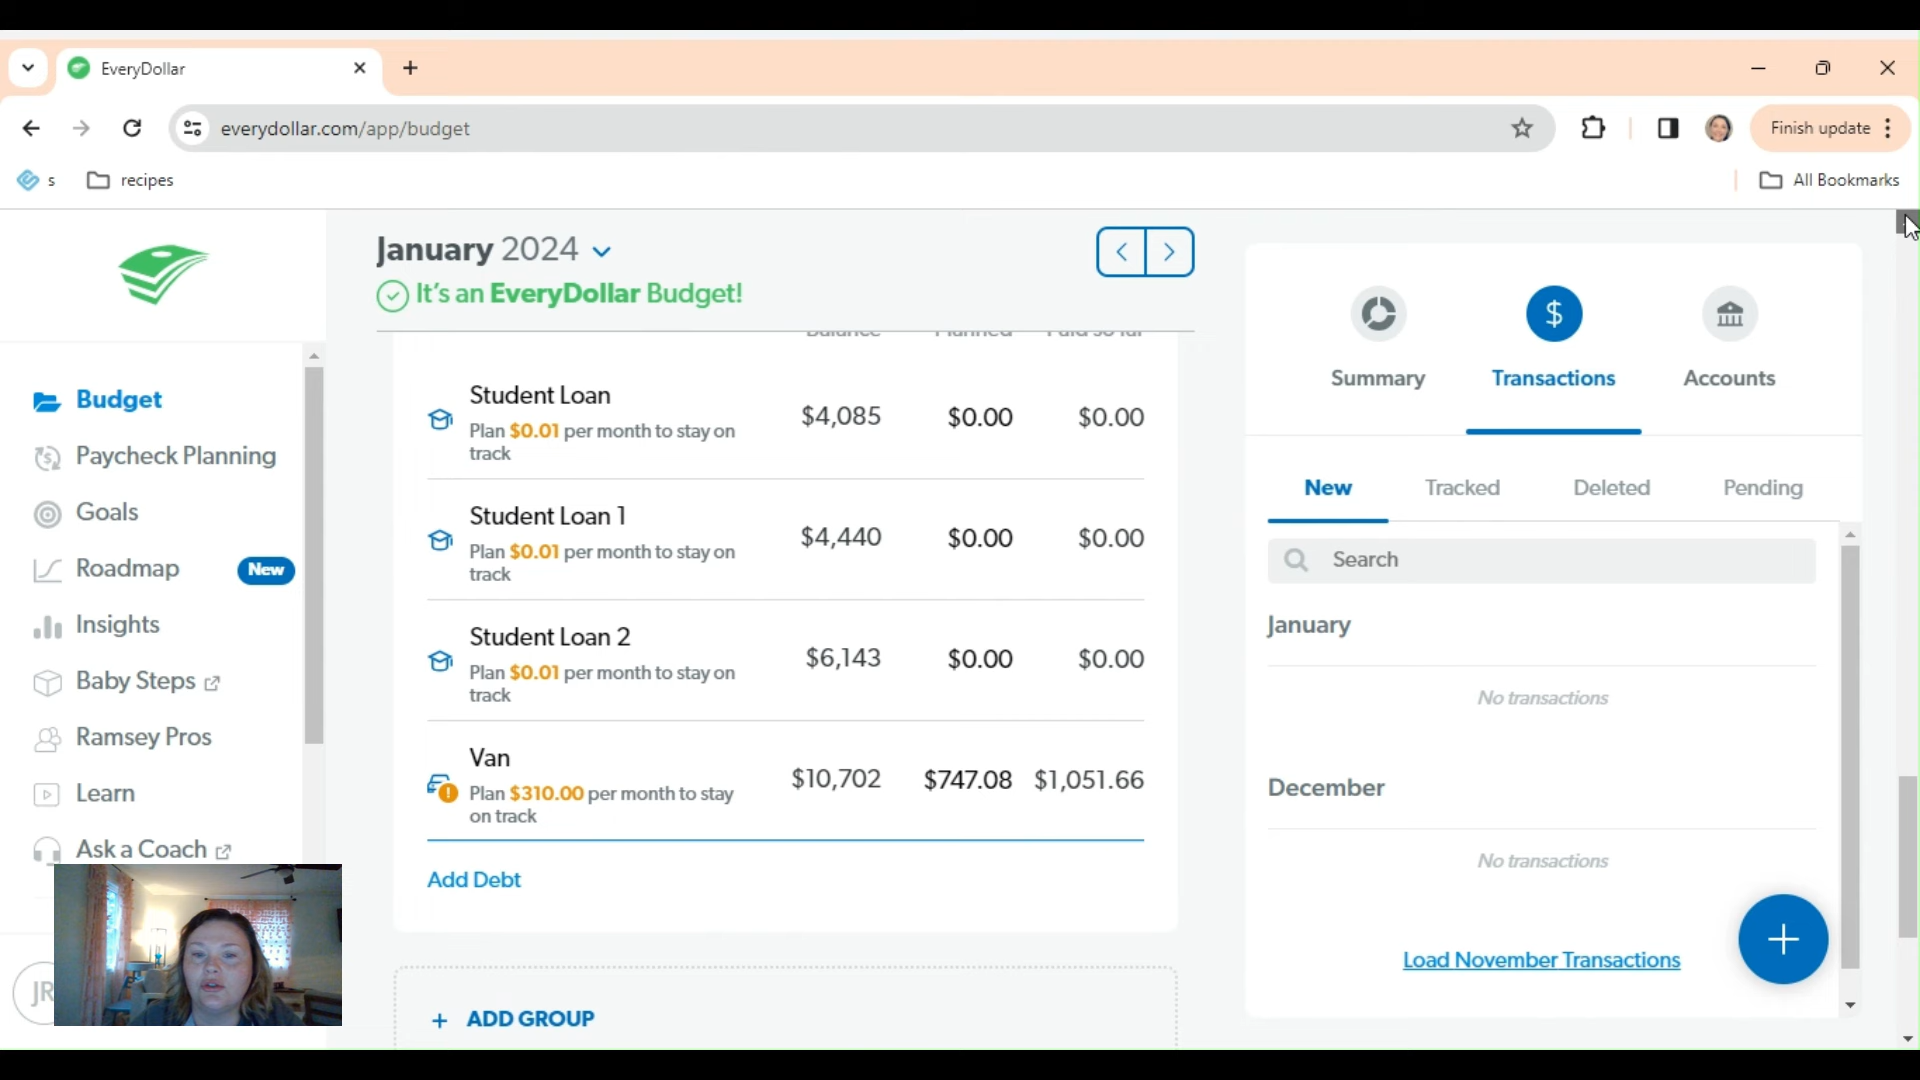 EveryDollar
everydollar.com/app/budget
Finish update
s
recipes
All Bookmarks
January 2024
It's an EveryDollar Budget!
Balance Planned Paid so far
Student Loan
Plan $0.01 per month to stay on
track
$4,085 $0.00 $0.00
Student Loan 1
Plan $0.01 per month to stay on
track
$4,440 $0.00 $0.00
Student Loan 2
Plan $0.01 per month to stay on
track
$6,143 $0.00 $0.00
Van
Plan $310.00 per month to stay
on track
$10,702 $747.08 $1,051.66
Add Debt
+ ADD GROUP
Budget
Paycheck Planning
Goals
Roadmap New
Insights
Baby Steps
Ramsey Pros
Learn
Ask a Coach
JR
Summary
Transactions
Accounts
New Tracked Deleted Pending
Search
January
No transactions
December
No transactions
Load November Transactions